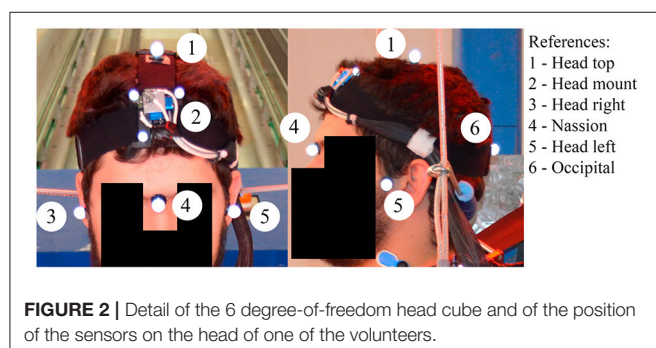 1
2
3
4
5
1
4
5
6
References:
1 - Head top
2 - Head mount
3 - Head right
4 - Nassion
5 - Head left
6 - Occipital
FIGURE 2 | Detail of the 6 degree-of-freedom head cube and of the position
of the sensors on the head of one of the volunteers.